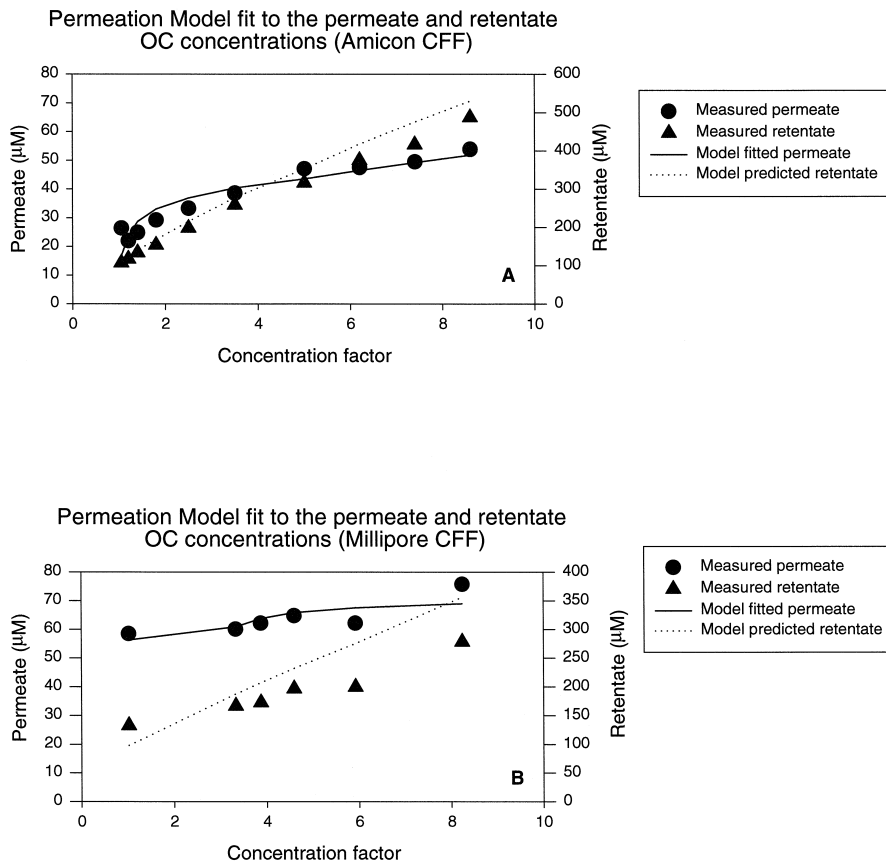 Permeation Model fit to the permeate and retentate
OC concentrations (Amicon CFF)
80
70
60
50
40
30
20
10
0
Permeate (µM)
600
500
400
300
200
100
0
Retentate (µM)
0 2 4 6 8 10
Concentration factor
A
Measured permeate
Measured retentate
Model fitted permeate
Model predicted retentate
Permeation Model fit to the permeate and retentate
OC concentrations (Millipore CFF)
80
70
60
50
40
30
20
10
0
Permeate (µM)
400
350
300
250
200
150
100
50
0
Retentate (µM)
0 2 4 6 8 10
Concentration factor
B
Measured permeate
Measured retentate
Model fitted permeate
Model predicted retentate